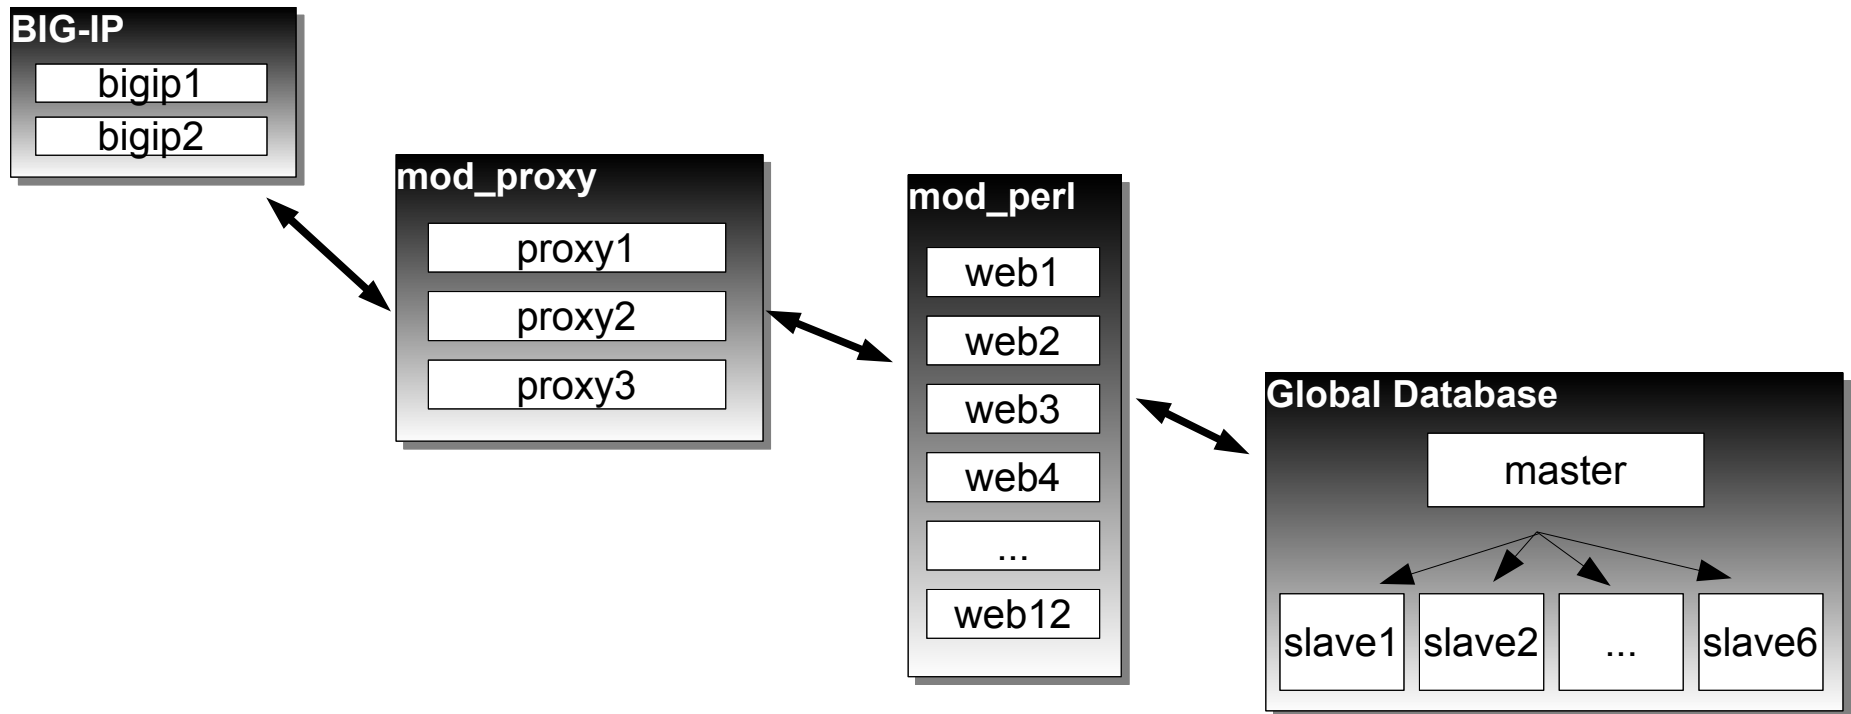 BIG-IP
bigip1
bigip2
mod_proxy
proxy1
proxy2
proxy3
mod_perl
web1
web2
web3
web4
...
web12
Global Database
master
slave1 slave2 ... slave6